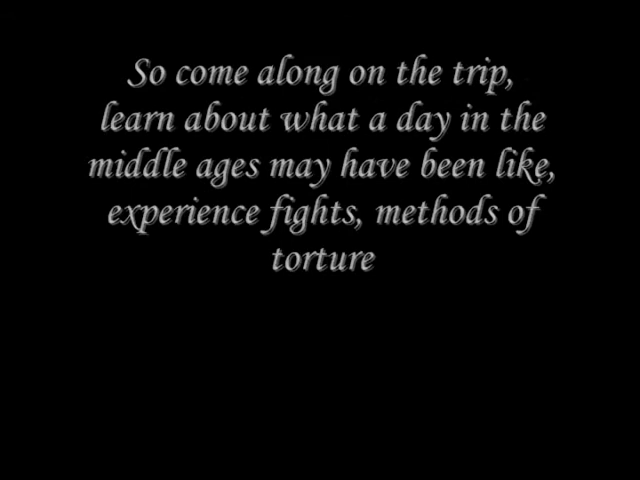 So come along on the trip,
learn about what a day in the
middle ages may have been like,
experience fights, methods of
torture